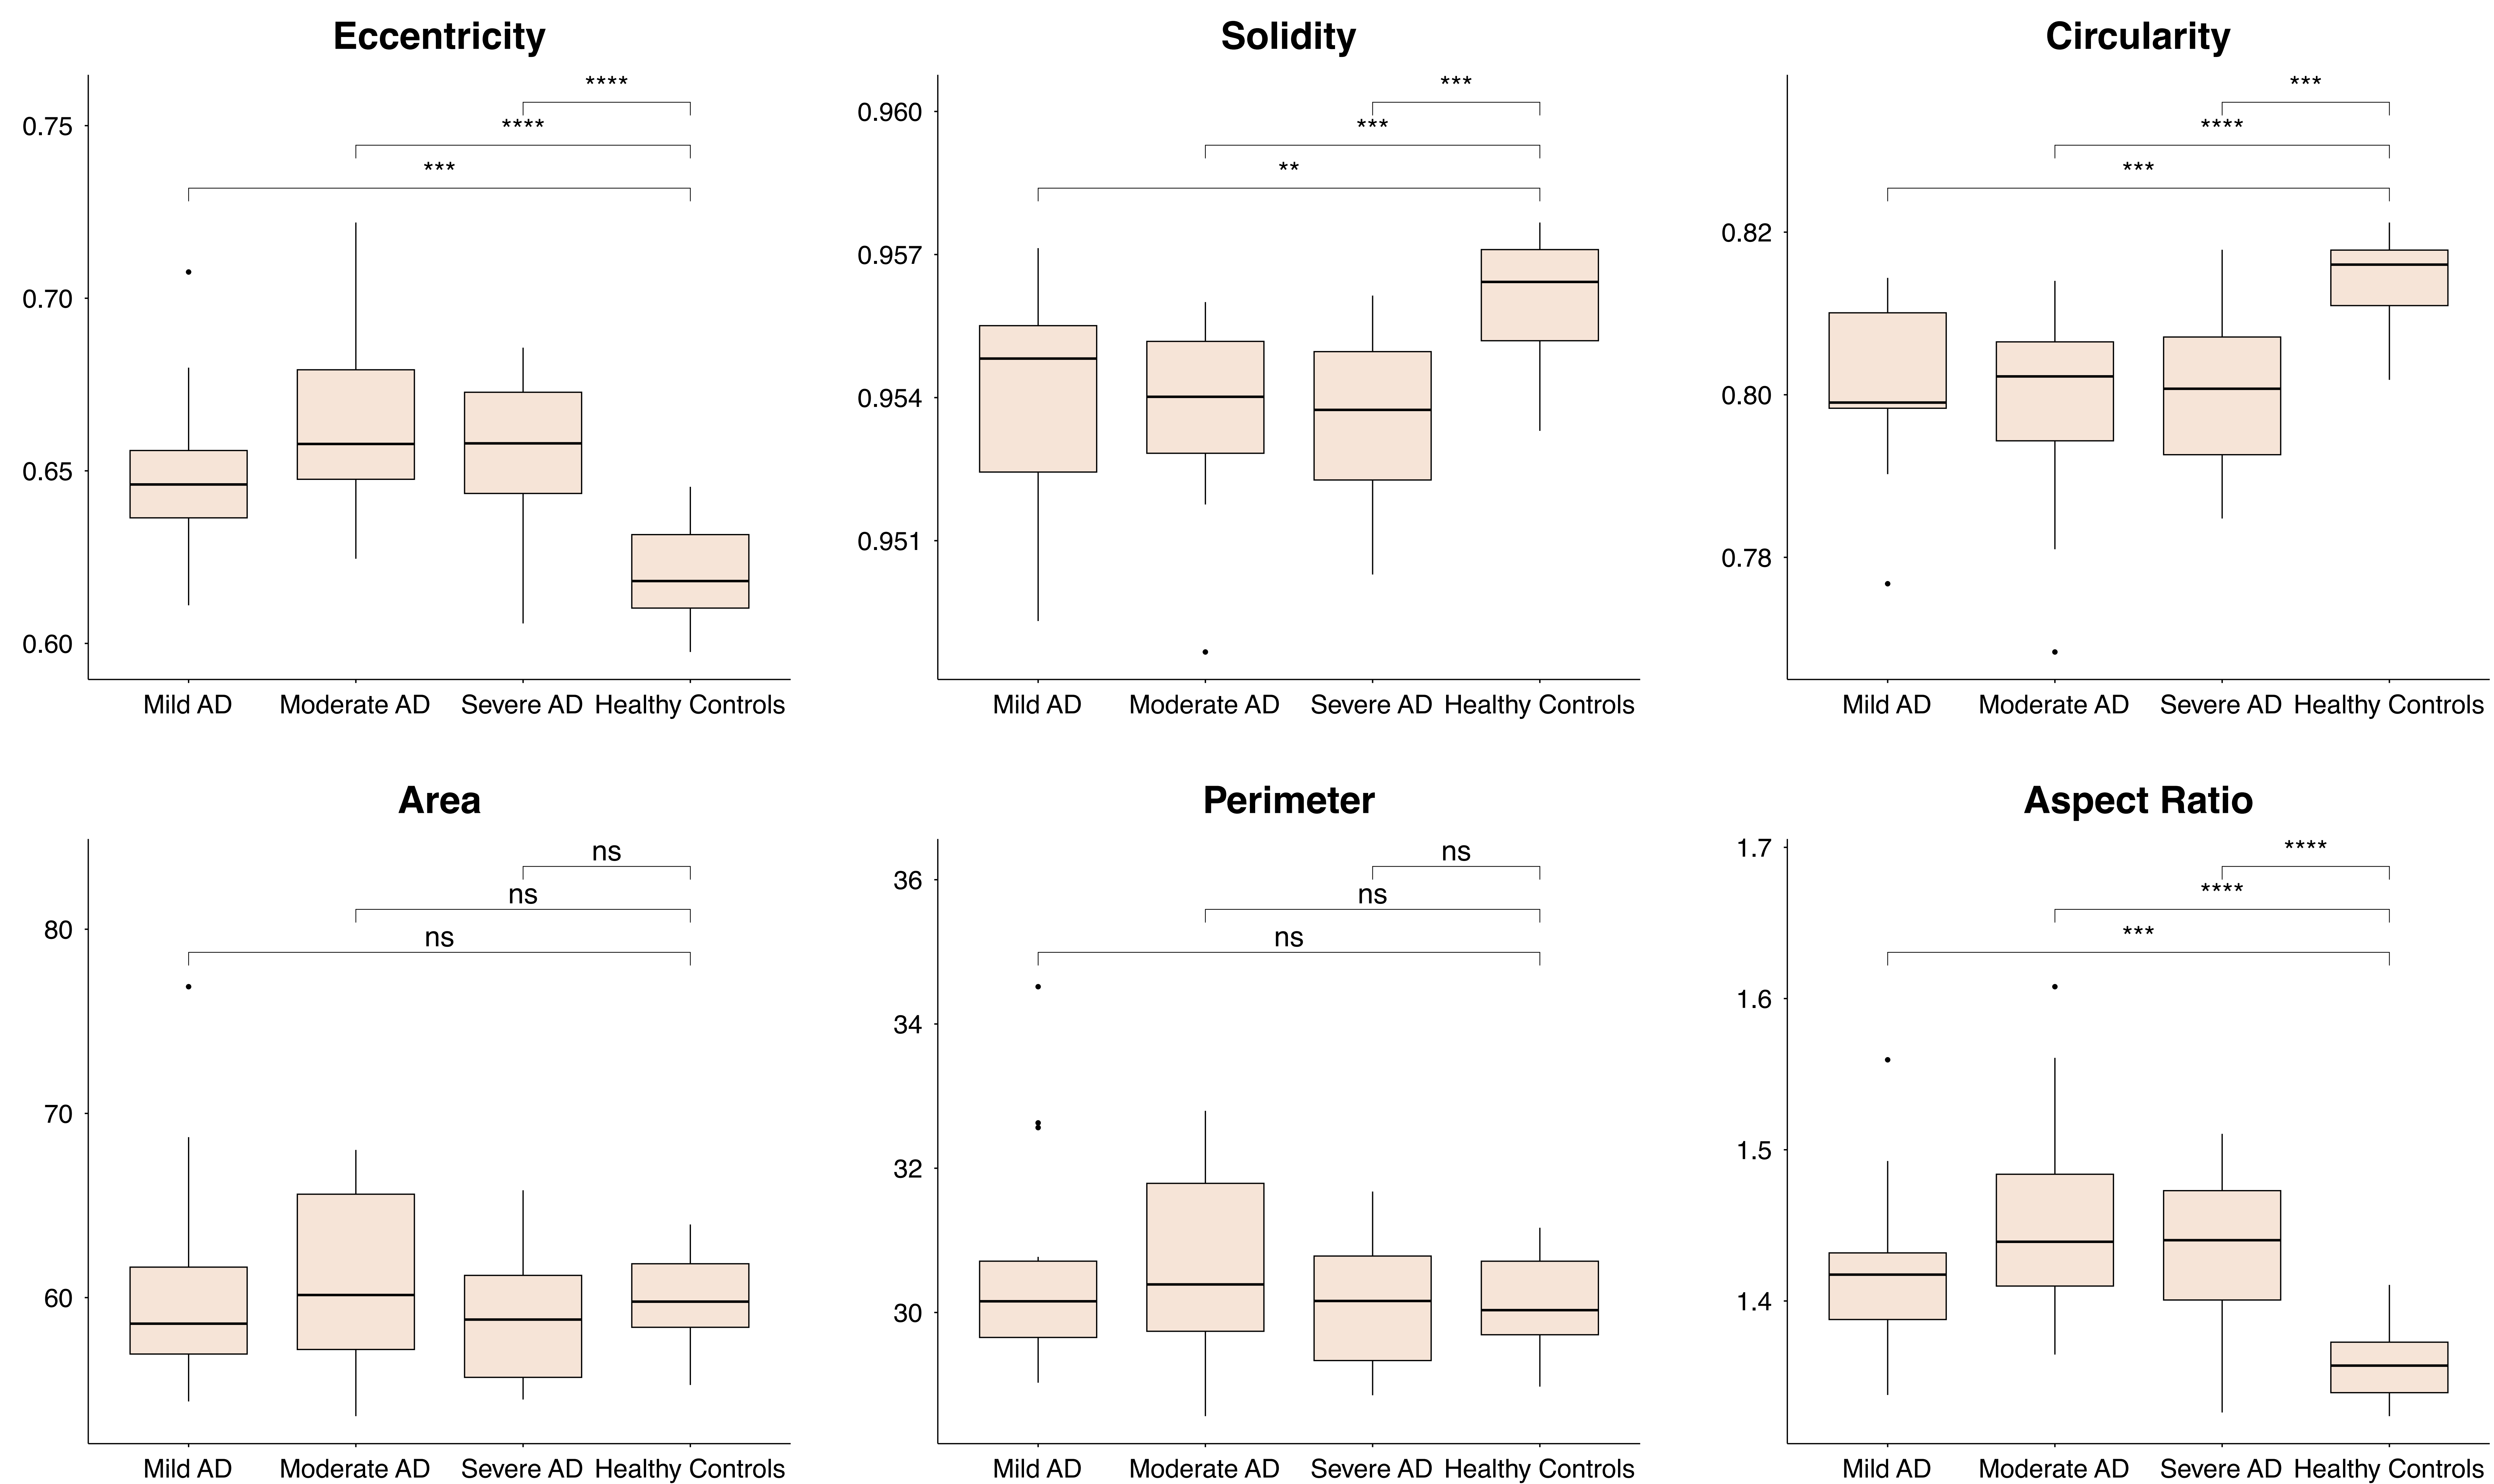 Eccentricity
****
****
***
0.75
0.70
0.65
0.60
Mild AD Moderate AD Severe AD Healthy Controls
Solidity
***
***
**
0.960
0.957
0.954
0.951
Mild AD Moderate AD Severe AD Healthy Controls
Circularity
***
****
***
0.82
0.80
0.78
Mild AD Moderate AD Severe AD Healthy Controls
Area
ns
ns
ns
80
70
60
Mild AD Moderate AD Severe AD Healthy Controls
Perimeter
ns
ns
ns
36
34
32
30
Mild AD Moderate AD Severe AD Healthy Controls
Aspect Ratio
****
****
***
1.7
1.6
1.5
1.4
Mild AD Moderate AD Severe AD Healthy Controls